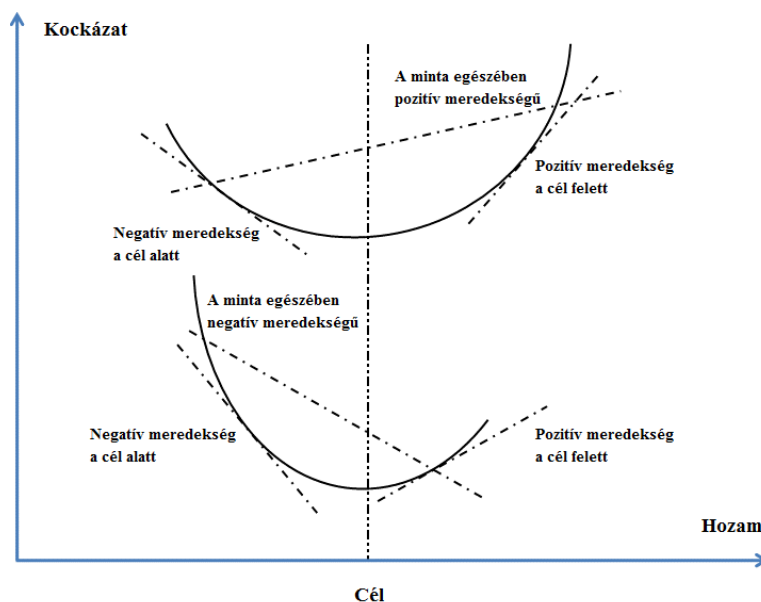 Kockázat
A minta egészében
pozitív meredekségű
Pozitív meredekség
a cél felett
Negatív meredekség
a cél alatt
A minta egészében
negatív meredekségű
Negatív meredekség
a cél alatt
Pozitív meredekség
a cél felett
Hozam
Cél